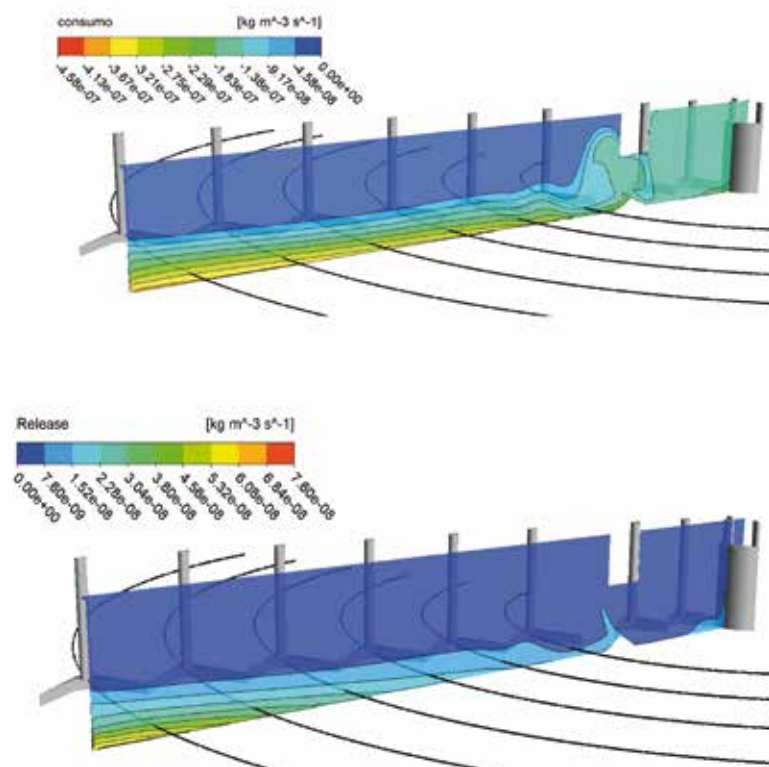 consumo [kg m^-3 s^-1]
-4.58e-07
-4.13e-07
-3.67e-07
-3.21e-07
-2.75e-07
-2.29e-07
-1.83e-07
-1.38e-07
-9.17e-08
-4.58e-08
0.00e+00
Release [kg m^-3 s^-1]
0.00e+00
7.60e-09
1.52e-08
2.28e-08
3.04e-08
3.80e-08
4.56e-08
5.32e-08
6.08e-08
6.84e-08
7.60e-08